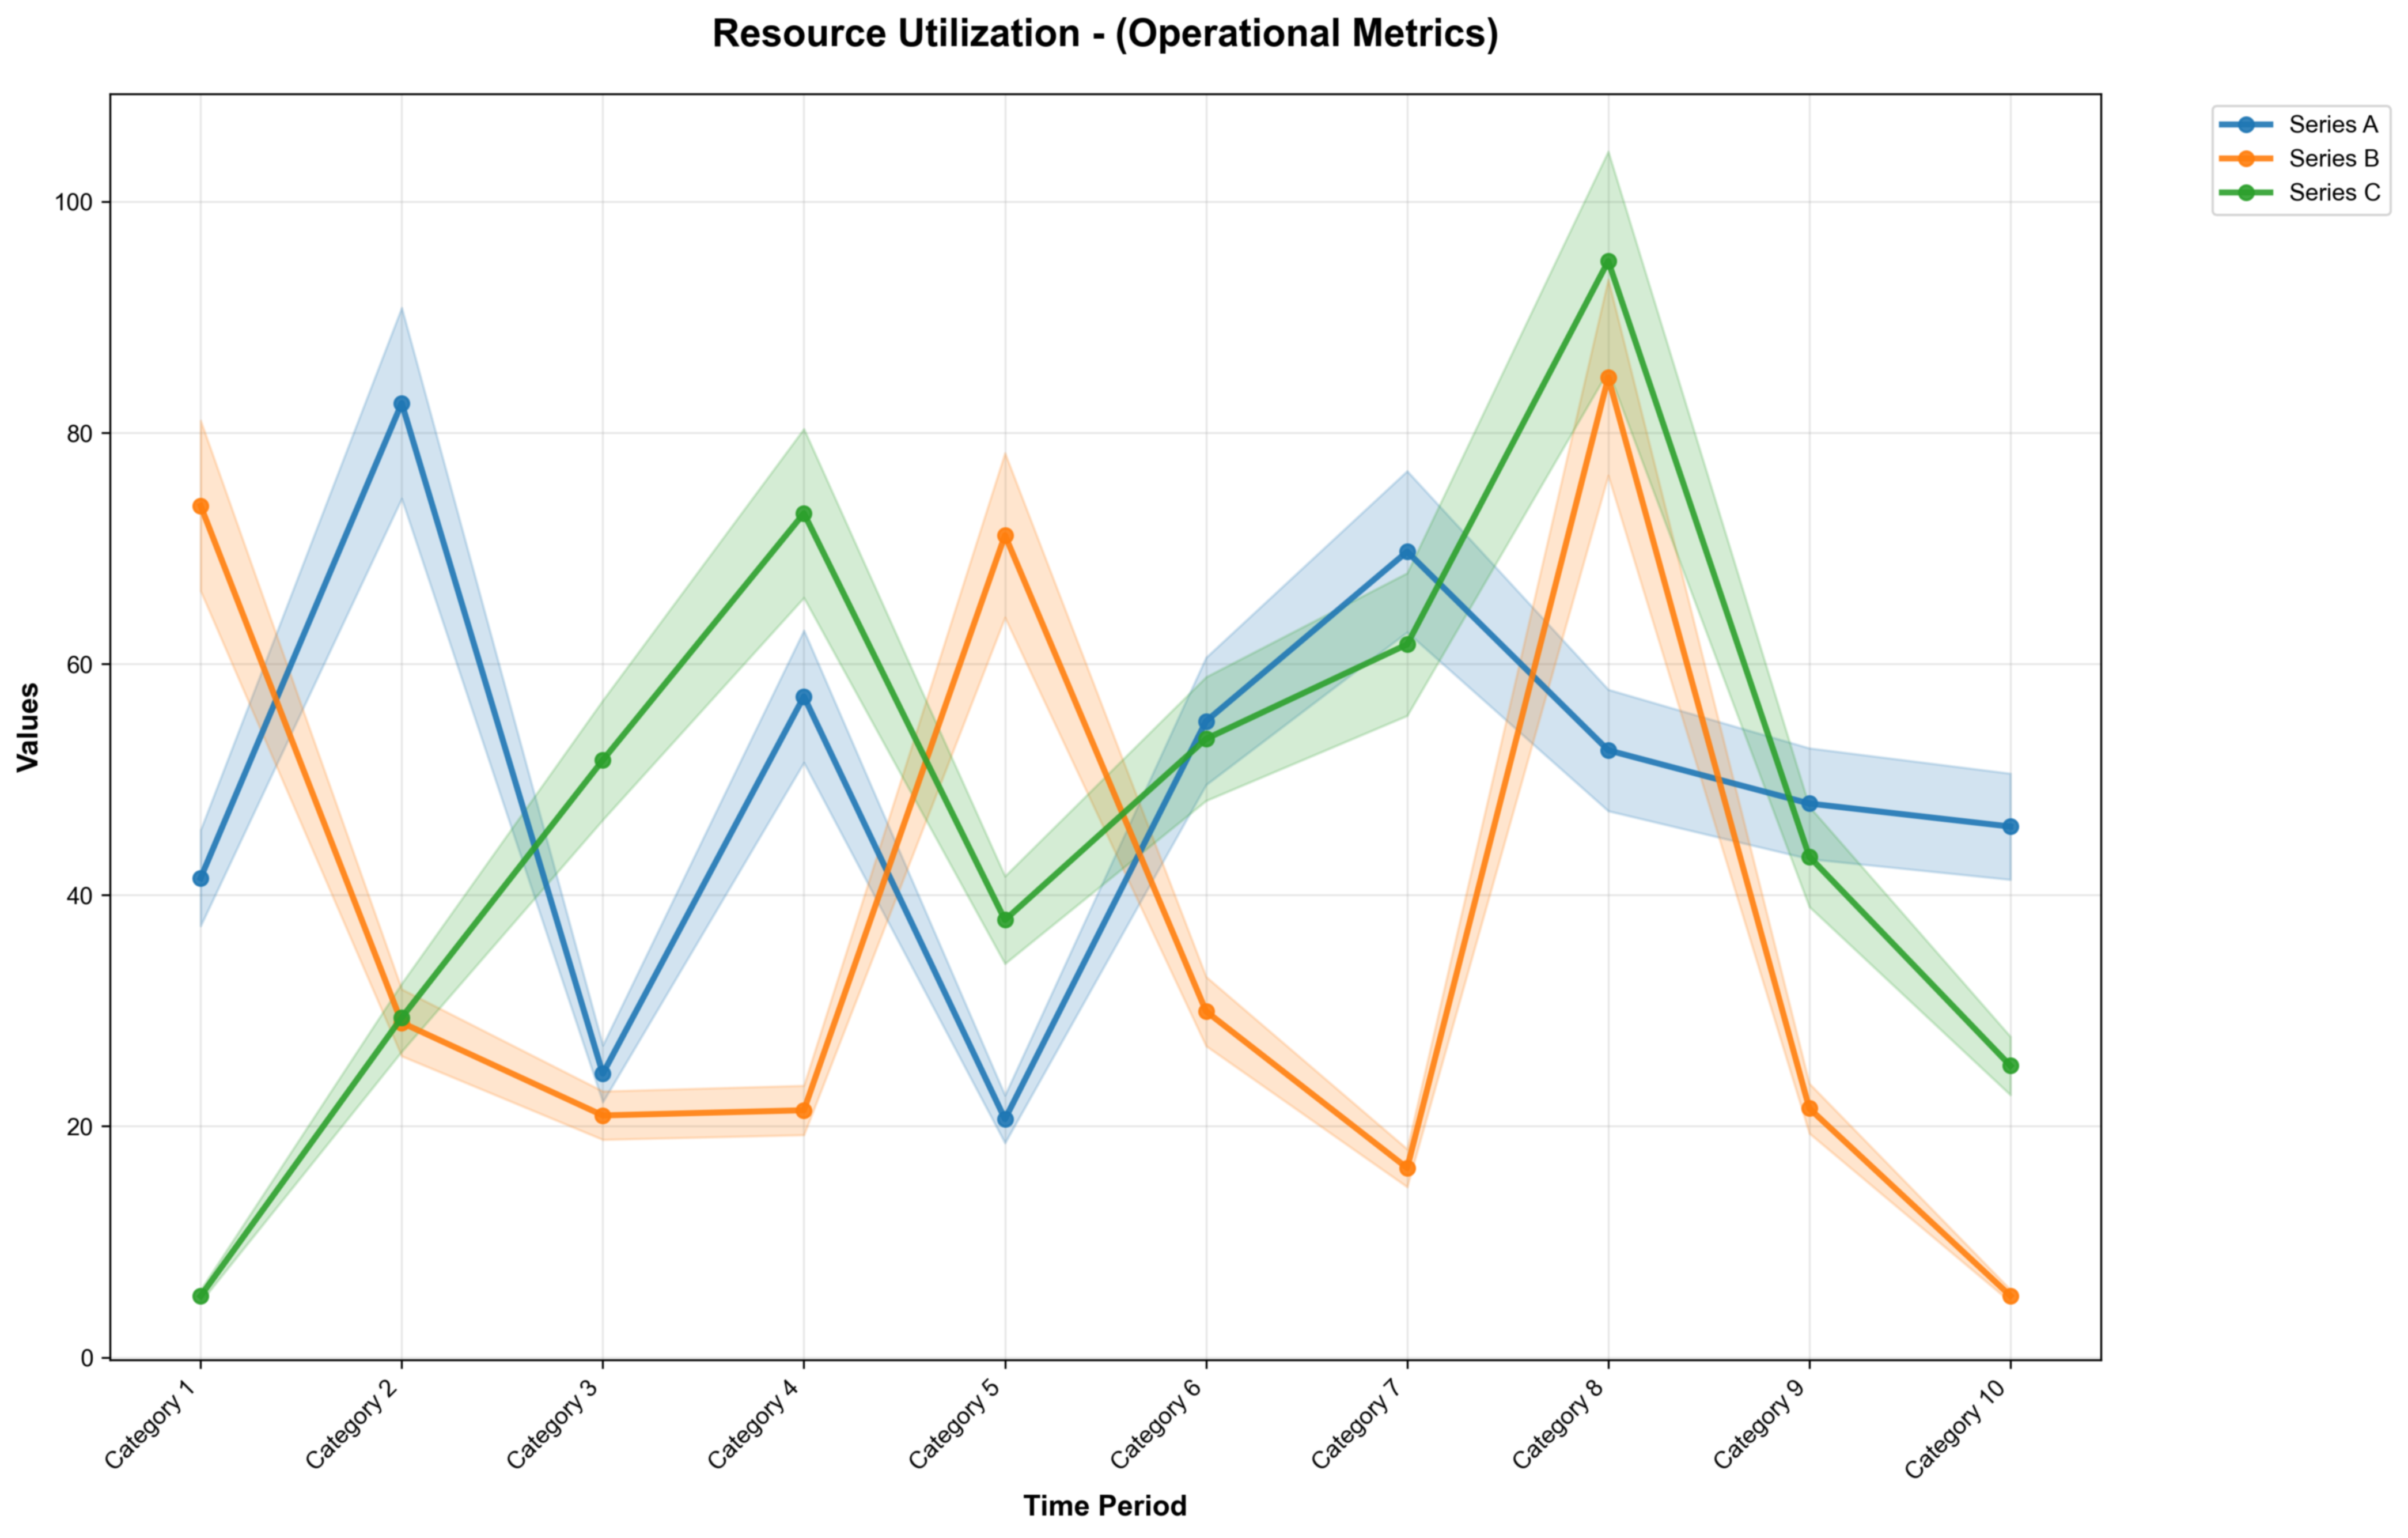 Resource Utilization - (Operational Metrics)
Series A
Series B
Series C
Values
100
80
60
40
20
0
Category 1
Category 2
Category 3
Category 4
Category 5
Category 6
Category 7
Category 8
Category 9
Category 10
Time Period